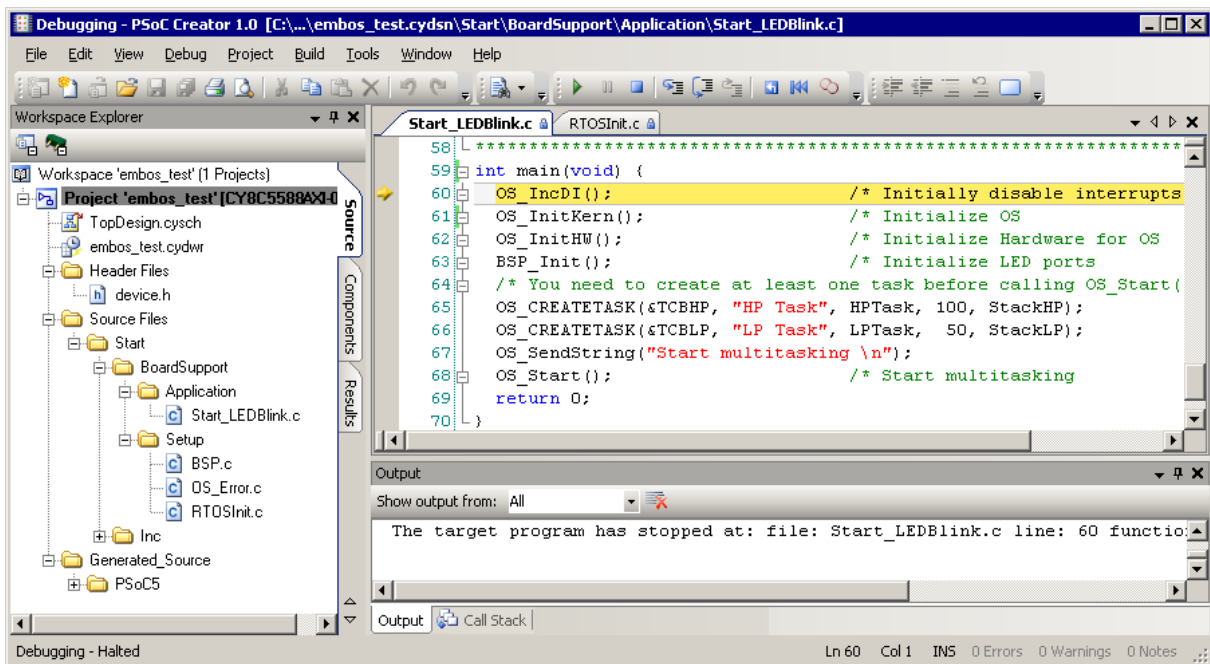 Debugging - PSoC Creator 1.0 [C:\...\embos_test.cydsn\Start\BoardSupport\Application\Start_LEDBlink.c]
File Edit View Debug Project Build Tools Window Help
Workspace Explorer
Workspace 'embos_test' (1 Projects)
Project 'embos_test' [CY8C5588AXI-0
TopDesign.cysch
embos_test.cydwr
Header Files
device.h
Source Files
Start
BoardSupport
Application
Start_LEDBlink.c
Setup
BSP.c
OS_Error.c
RTOSInit.c
Inc
Generated_Source
PSoC5
Source
Components
Results
Start_LEDBlink.c RTOSInit.c
58 **********************************************************************
59 int main(void) {
60 OS_IncDI(); /* Initially disable interrupts
61 OS_InitKern(); /* Initialize OS
62 OS_InitHW(); /* Initialize Hardware for OS
63 BSP_Init(); /* Initialize LED ports
64 /* You need to create at least one task before calling OS_Start(
65 OS_CREATETASK(&TCBHP, "HP Task", HPTask, 100, StackHP);
66 OS_CREATETASK(&TCBLP, "LP Task", LPTask, 50, StackLP);
67 OS_SendString("Start multitasking \n");
68 OS_Start(); /* Start multitasking
69 return 0;
70 }
Output
Show output from: All
The target program has stopped at: file: Start_LEDBlink.c line: 60 functio
Output Call Stack
Debugging - Halted Ln 60 Col 1 INS 0 Errors 0 Warnings 0 Notes